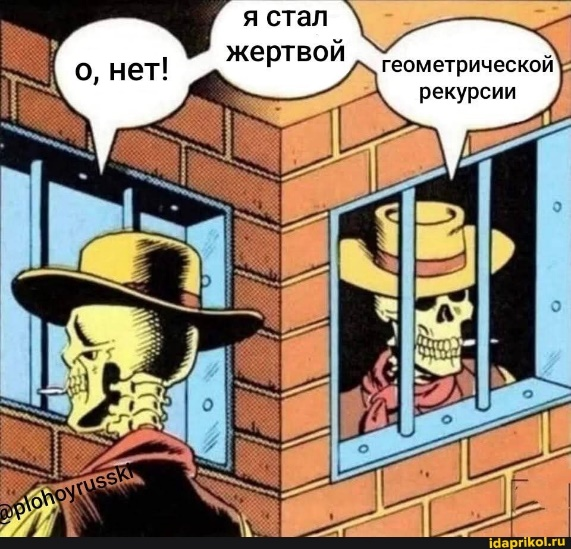 о, нет!
я стал
жертвой
геометрической
рекурсии
@plohoyrusski
idaprikol.ru